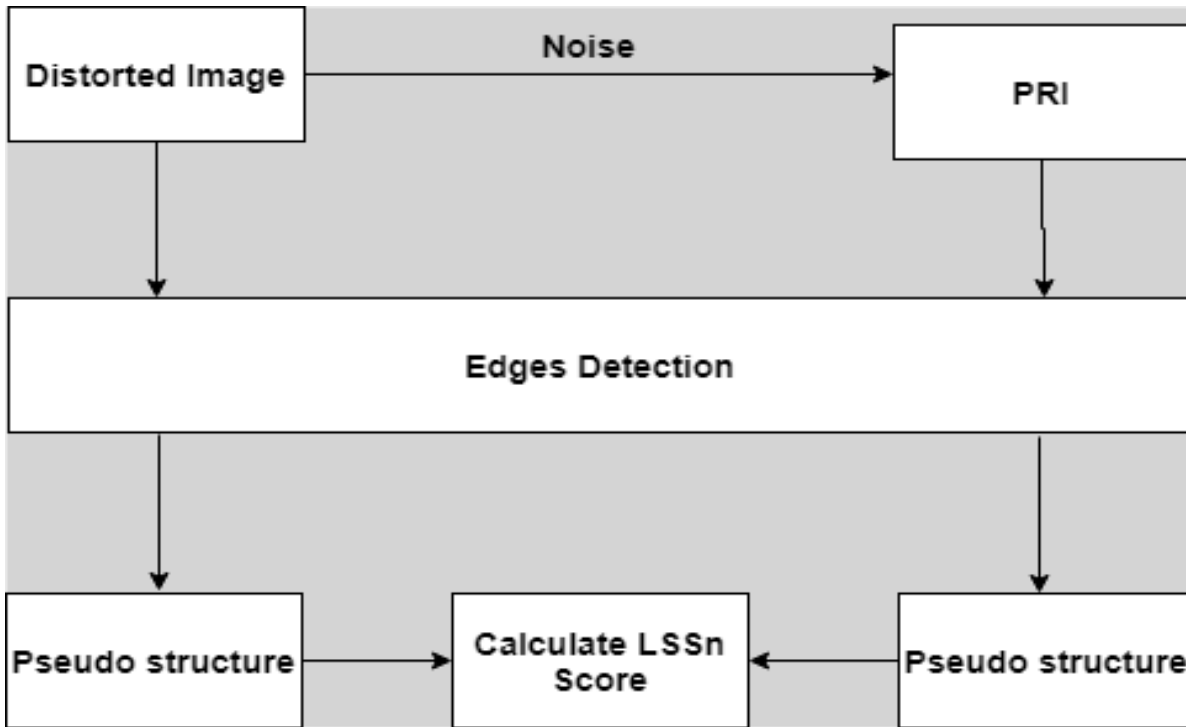 Distorted Image
Noise
PRI
Edges Detection
Pseudo structure
Calculate LSSn
Score
Pseudo structure